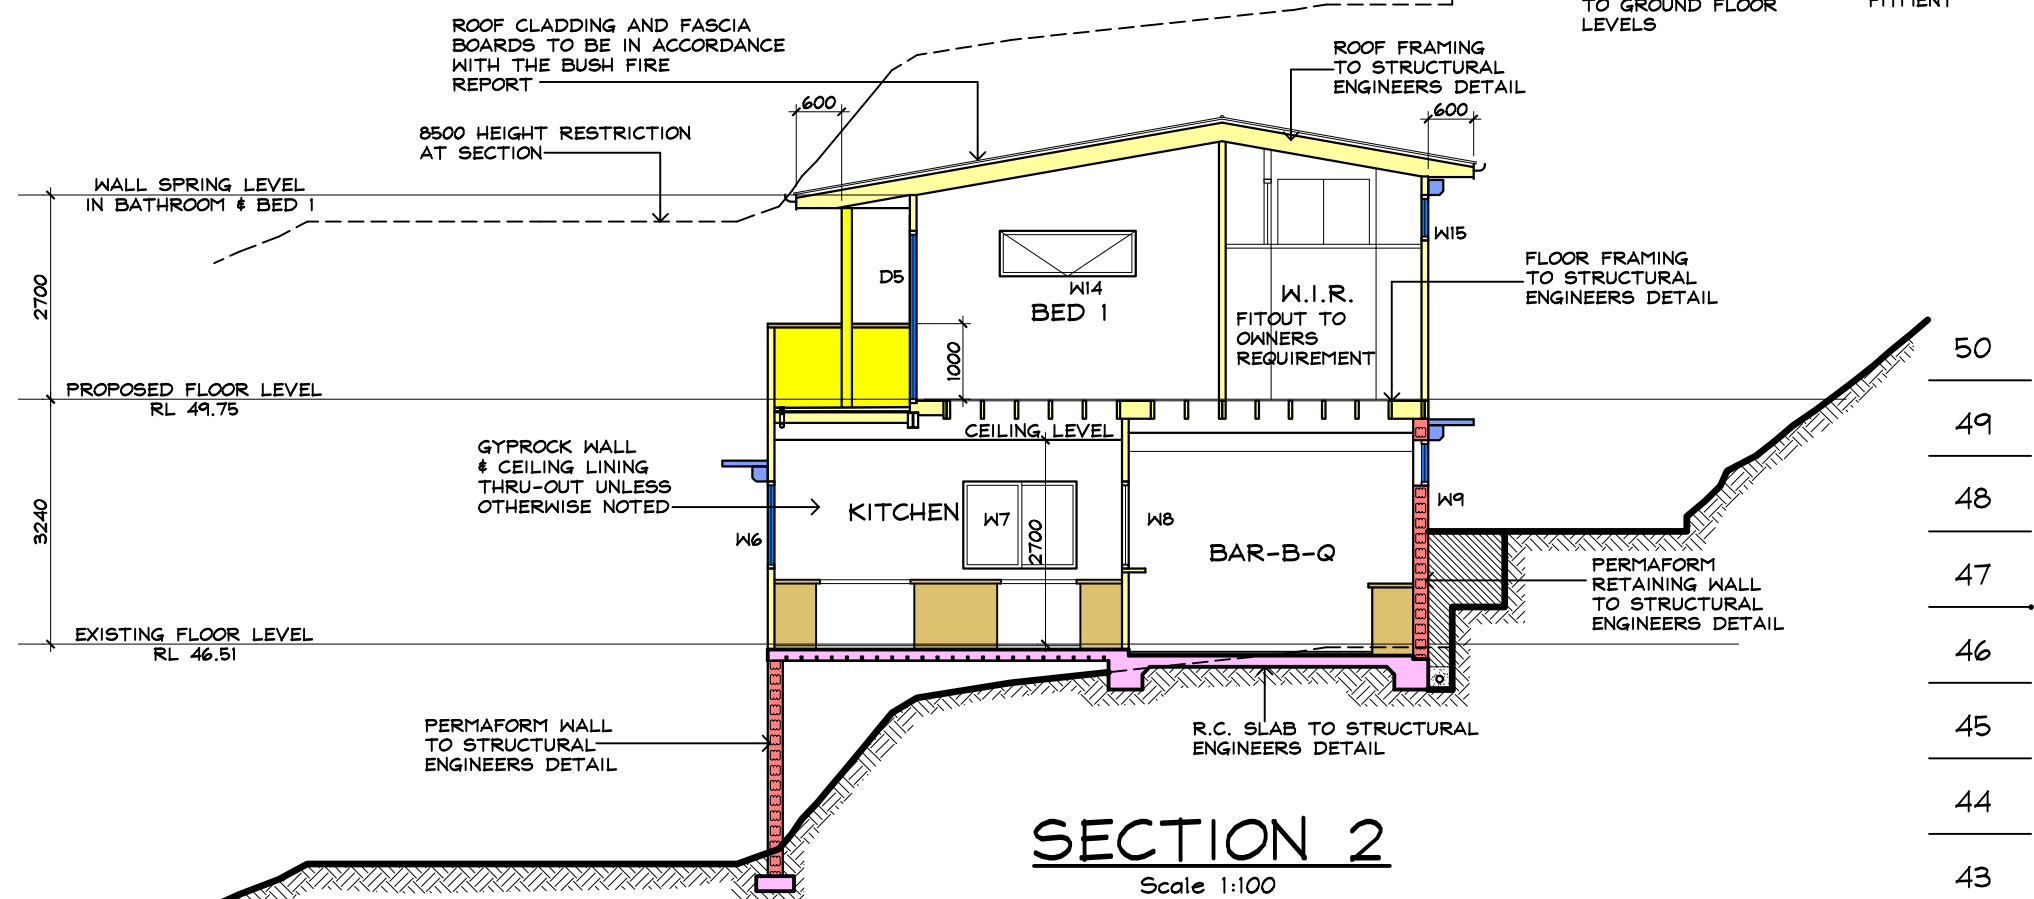 TO GROUND FLOOR
LEVELS
FITMENT
ROOF CLADDING AND FASCIA
BOARDS TO BE IN ACCORDANCE
WITH THE BUSH FIRE
REPORT
ROOF FRAMING
TO STRUCTURAL
ENGINEERS DETAIL
600
600
8500 HEIGHT RESTRICTION
AT SECTION
WALL SPRING LEVEL
IN BATHROOM & BED 1
D5
W14
BED 1
W.I.R.
FITOUT TO
OWNERS
REQUIREMENT
W15
FLOOR FRAMING
TO STRUCTURAL
ENGINEERS DETAIL
2700
1000
PROPOSED FLOOR LEVEL
RL 49.75
CEILING LEVEL
GYPROCK WALL
& CEILING LINING
THRU-OUT UNLESS
OTHERWISE NOTED
KITCHEN
W7
W8
W9
W6
2700
3240
BAR-B-Q
PERMAFORM
RETAINING WALL
TO STRUCTURAL
ENGINEERS DETAIL
EXISTING FLOOR LEVEL
RL 46.51
PERMAFORM WALL
TO STRUCTURAL
ENGINEERS DETAIL
R.C. SLAB TO STRUCTURAL
ENGINEERS DETAIL
50
49
48
47
46
45
44
43
SECTION 2
Scale 1:100